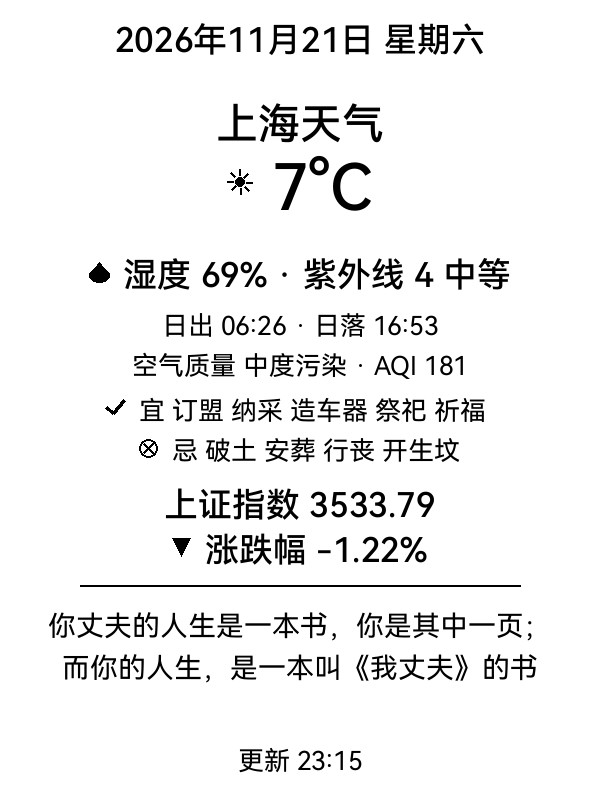 2026年11月21日 星期六
上海天气
7°C
湿度 69% · 紫外线 4 中等
日出 06:26 · 日落 16:53
空气质量 中度污染 · AQI 181
宜 订盟 纳采 造车器 祭祀 祈福
忌 破土 安葬 行丧 开生坟
上证指数 3533.79
▼ 涨跌幅 -1.22%
你丈夫的人生是一本书，你是其中一页；
而你的人生，是一本叫《我丈夫》的书
更新 23:15